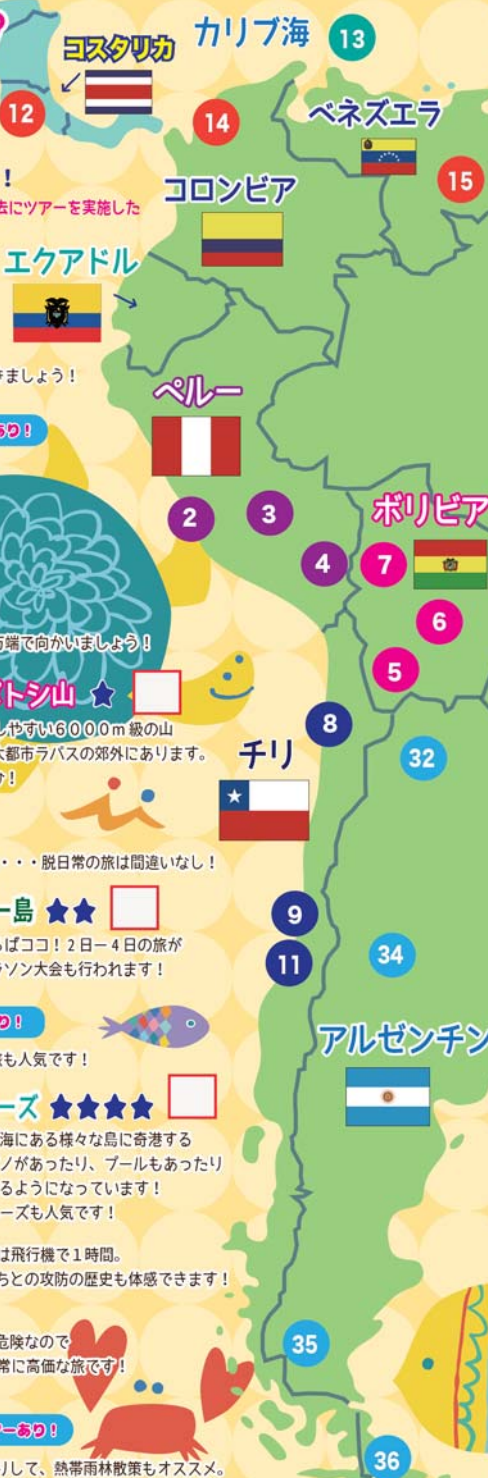 コスタリカ
カリブ海
13
12
14
ベネズエラ
15
！
去にツアーを実施した
コロンビア
エクアドル
きましょう！
あり！
ペルー
2
3
4
ボリビア
7
6
5
万端で向かいましょう！
トシ山 ★
しやすい６０００ｍ級の山
大都市ラパスの郊外にあります。
！
8
チリ
32
・・・脱日常の旅は間違いなし！
ー島 ★★
ばココ！２日ー４日の旅が
ラソン大会も行われます！
9
11
34
り！
も人気です！
アルゼンチン
ーズ ★★★★
海にある様々な島に寄港する
ノがあったり、プールもあったり
るようになっています！
ーズも人気です！
は飛行機で１時間。
ちとの攻防の歴史も体感できます！
危険なので
常に高価な旅です！
35
ーあり！
りして、熱帯雨林散策もオススメ。
36